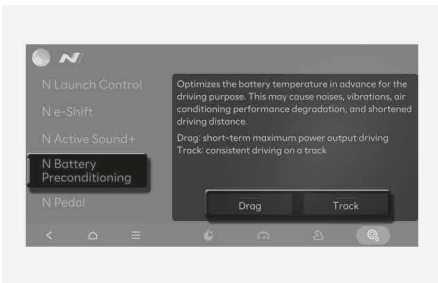 N
N Launch Control
N e-Shift
N Active Sound+
N Battery
Preconditioning
N Pedal
Optimizes the battery temperature in advance for the
driving purpose. This may cause noises, vibrations, air
conditioning performance degradation, and shortened
driving distance.
Drag: short-term maximum power output driving
Track: consistent driving on a track
Drag
Track